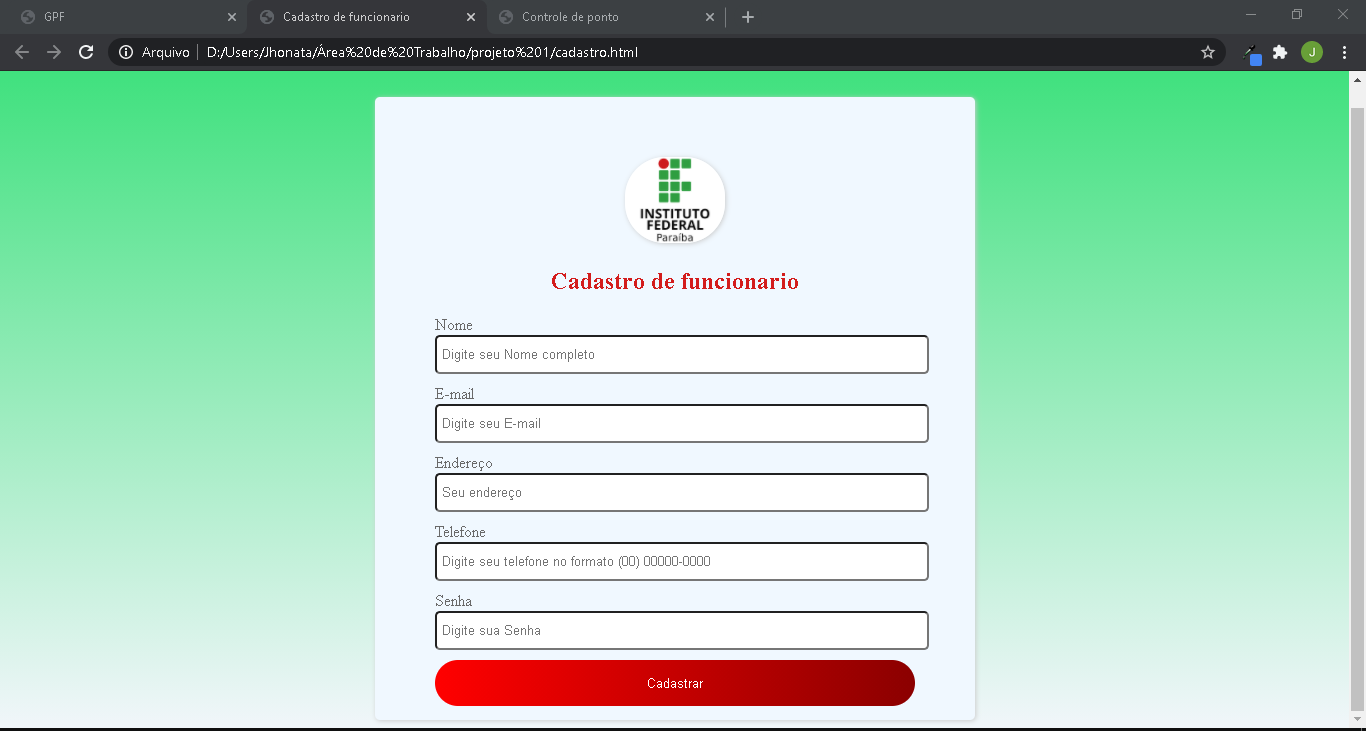 GPF
Cadastro de funcionario
Controle de ponto
Arquivo
D:/Users/Jhonata/Área%20de%20Trabalho/projeto%201/cadastro.html
J
INSTITUTO
FEDERAL
Paraíba
Cadastro de funcionario
Nome
Digite seu Nome completo
E-mail
Digite seu E-mail
Endereço
Seu endereço
Telefone
Digite seu telefone no formato (00) 00000-0000
Senha
Digite sua Senha
Cadastrar